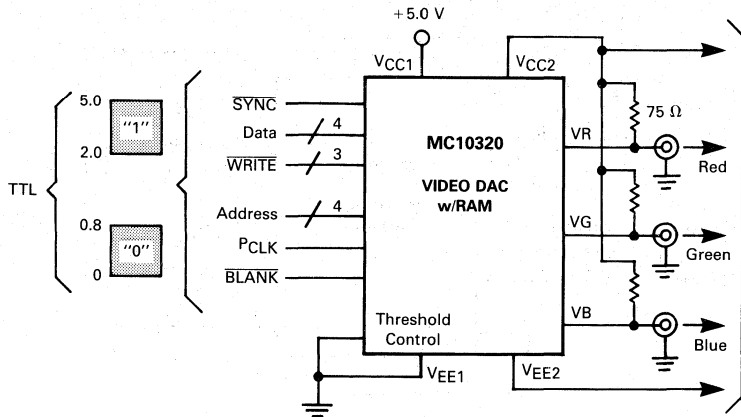 +5.0 V
VCC1
VCC2
5.0
"1"
2.0
TTL
0.8
"0"
0
SYNC
Data
4
WRITE
3
Address
4
PCLK
BLANK
Threshold
Control
MC10320
VIDEO DAC
w/RAM
VEE1
VEE2
75 Ω
VR
Red
VG
Green
VB
Blue